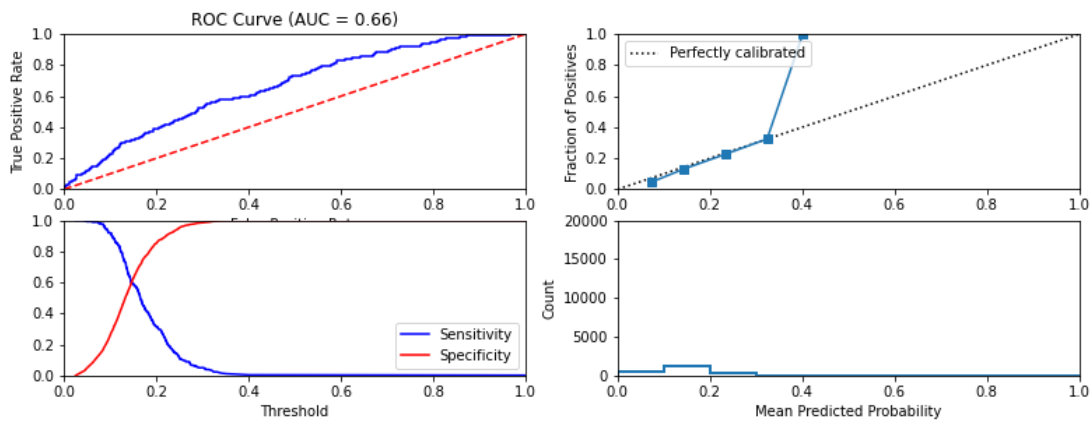 ROC Curve (AUC = 0.66)
True Positive Rate
1.0
0.8
0.6
0.4
0.2
0.0
0.0 0.2 0.4 0.6 0.8 1.0
Fraction of Positives
1.0
0.8
0.6
0.4
0.2
0.0
Perfectly calibrated
0.0 0.2 0.4 0.6 0.8 1.0
1.0
0.8
0.6
0.4
0.2
0.0
Sensitivity
Specificity
0.0 0.2 0.4 0.6 0.8 1.0
Threshold
Count
20000
15000
10000
5000
0
0.0 0.2 0.4 0.6 0.8 1.0
Mean Predicted Probability